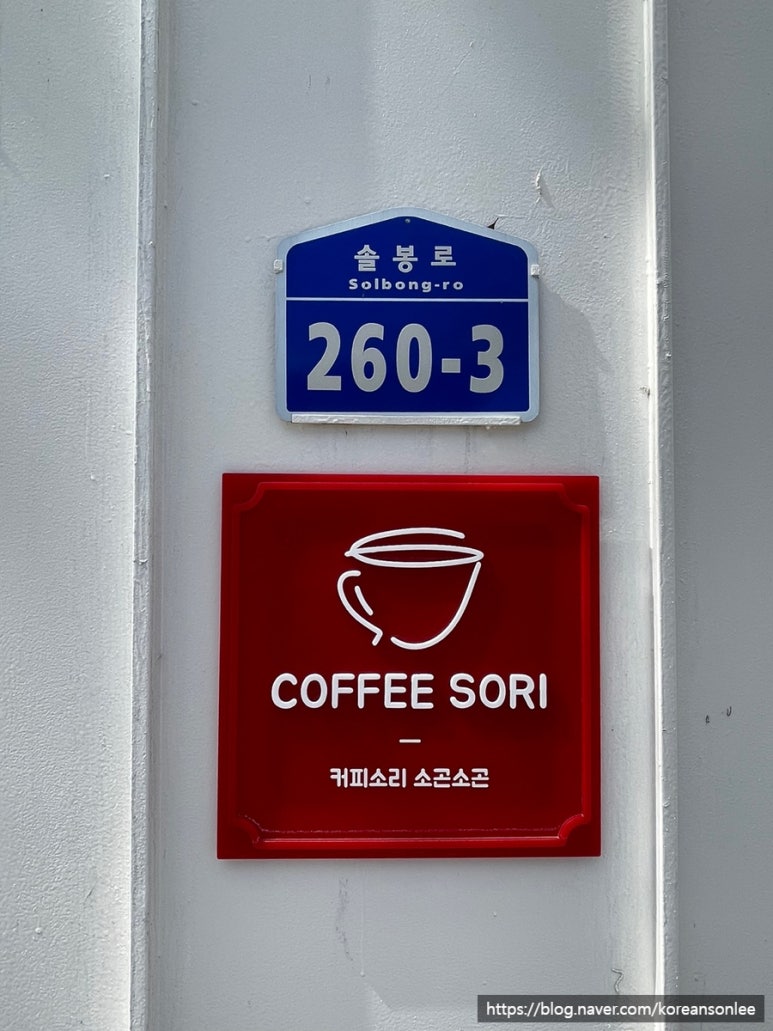 솔봉로
Solbong-ro
260-3
COFFEE SORI
커피소리 소곤소곤
https://blog.naver.com/koreansonlee